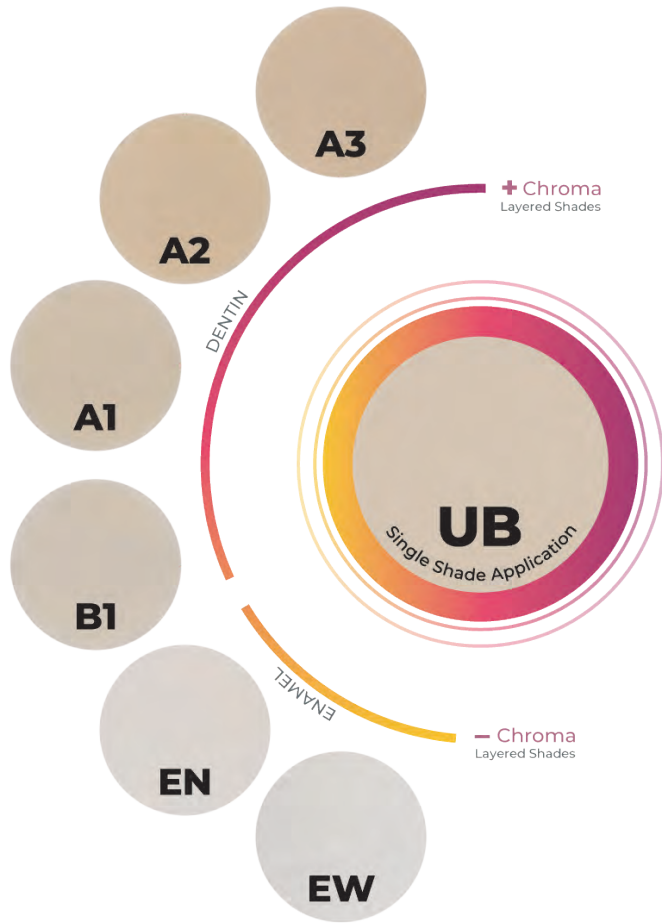 A3
A2
+ Chroma
Layered Shades
DENTIN
A1
UB
Single Shade Application
B1
ENAMEL
EN
− Chroma
Layered Shades
EW